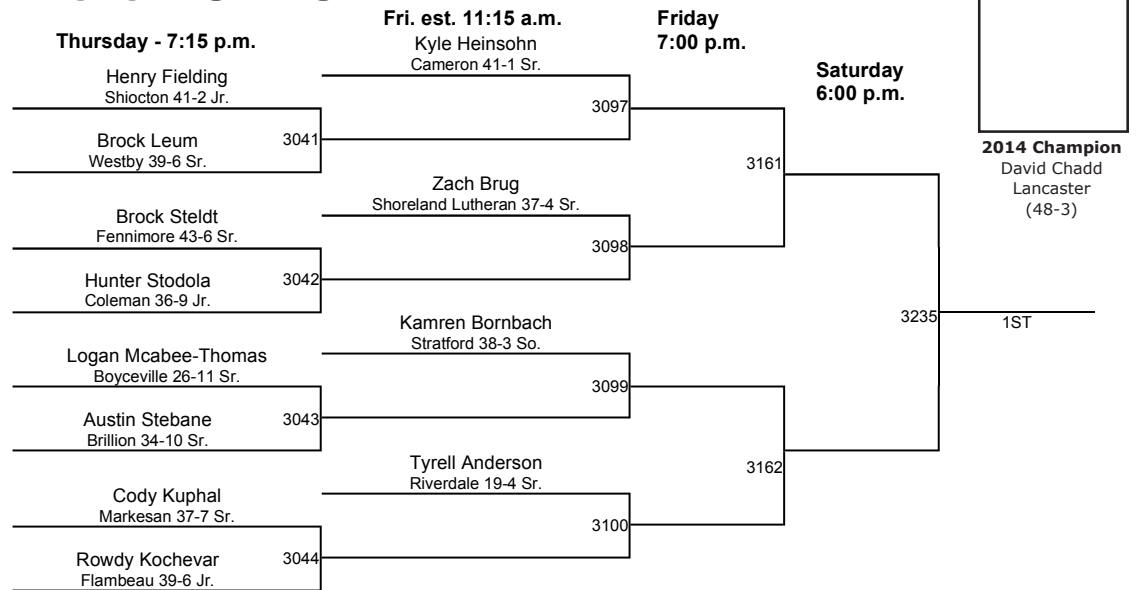 Fri. est. 11:15 a.m.
Friday
7:00 p.m.
Thursday - 7:15 p.m.
Kyle Heinsohn
Cameron 41-1 Sr.
Saturday
6:00 p.m.
Henry Fielding
Shiocton 41-2 Jr.
3097
Brock Leum
Westby 39-6 Sr.
3041
2014 Champion
David Chadd
Lancaster
(48-3)
3161
Zach Brug
Shoreland Lutheran 37-4 Sr.
Brock Steldt
Fennimore 43-6 Sr.
3098
Hunter Stodola
Coleman 36-9 Jr.
3042
Kamren Bornbach
Stratford 38-3 So.
3235
1ST
Logan Mcabee-Thomas
Boyceville 26-11 Sr.
3099
Austin Stebane
Brillion 34-10 Sr.
3043
Tyrell Anderson
Riverdale 19-4 Sr.
3162
Cody Kuphal
Markesan 37-7 Sr.
3100
Rowdy Kochevar
Flambeau 39-6 Jr.
3044